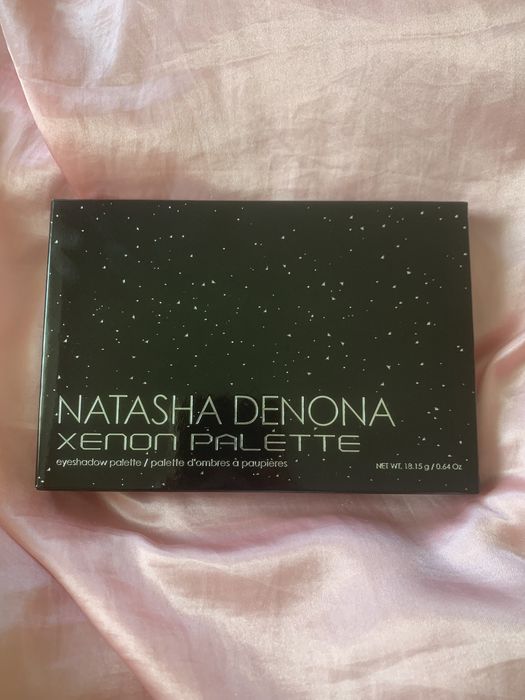 NATASHA DENONA
XENON PALETTE
eyeshadow palette / palette d'ombres à paupières
NET WT. 18.15 g / 0.64 Oz